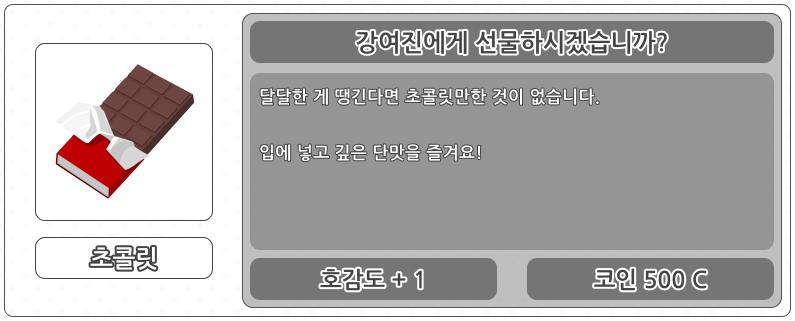 강여진에게 선물하시겠습니까?
달달한 게 땡긴다면 초콜릿만한 것이 없습니다.
입에 넣고 깊은 단맛을 즐겨요!
초콜릿
호감도 + 1
코인 500 C